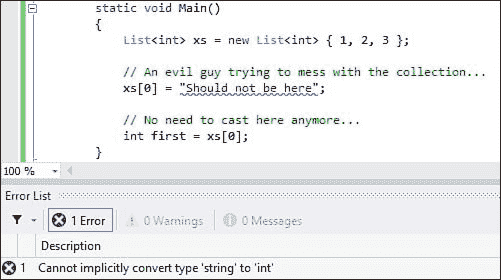 static void Main()
{
List<int> xs = new List<int> { 1, 2, 3 };
// An evil guy trying to mess with the collection...
xs[0] = "Should not be here";
// No need to cast here anymore...
int first = xs[0];
}
100 %
Error List
1 Error
0 Warnings
0 Messages
Description
1 Cannot implicitly convert type 'string' to 'int'